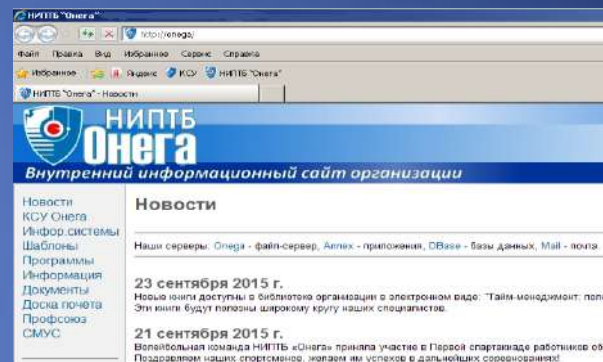 НИПТБ "Онега"
http://onega/
Файл Правка Вид Избранное Сервис Справка
Избранное Яндекс КСУ НИПТБ "Онега"
НИПТБ "Онега" - Новости
НИПТБ
Онега
Внутренний информационный сайт организации
Новости
КСУ Онега
Инфор.системы
Шаблоны
Программы
Информация
Документы
Доска почёта
Профсоюз
СМУС
Новости
Наши серверы: Onega - файл-сервер, Annex - приложения, DBase - базы данных, Mail - почта.
23 сентября 2015 г.
Новые книги доступны в библиотеке организации в электронном виде: "Тайм-менеджмент:
Эти книги будут полезны широкому кругу наших специалистов.
21 сентября 2015 г.
Волейбольная команда НИПТБ «Онега» приняла участие в Первой спартакиаде работников об
Поздравляем наших спортсменов, желаем им успехов в дальнейших соревнованиях!